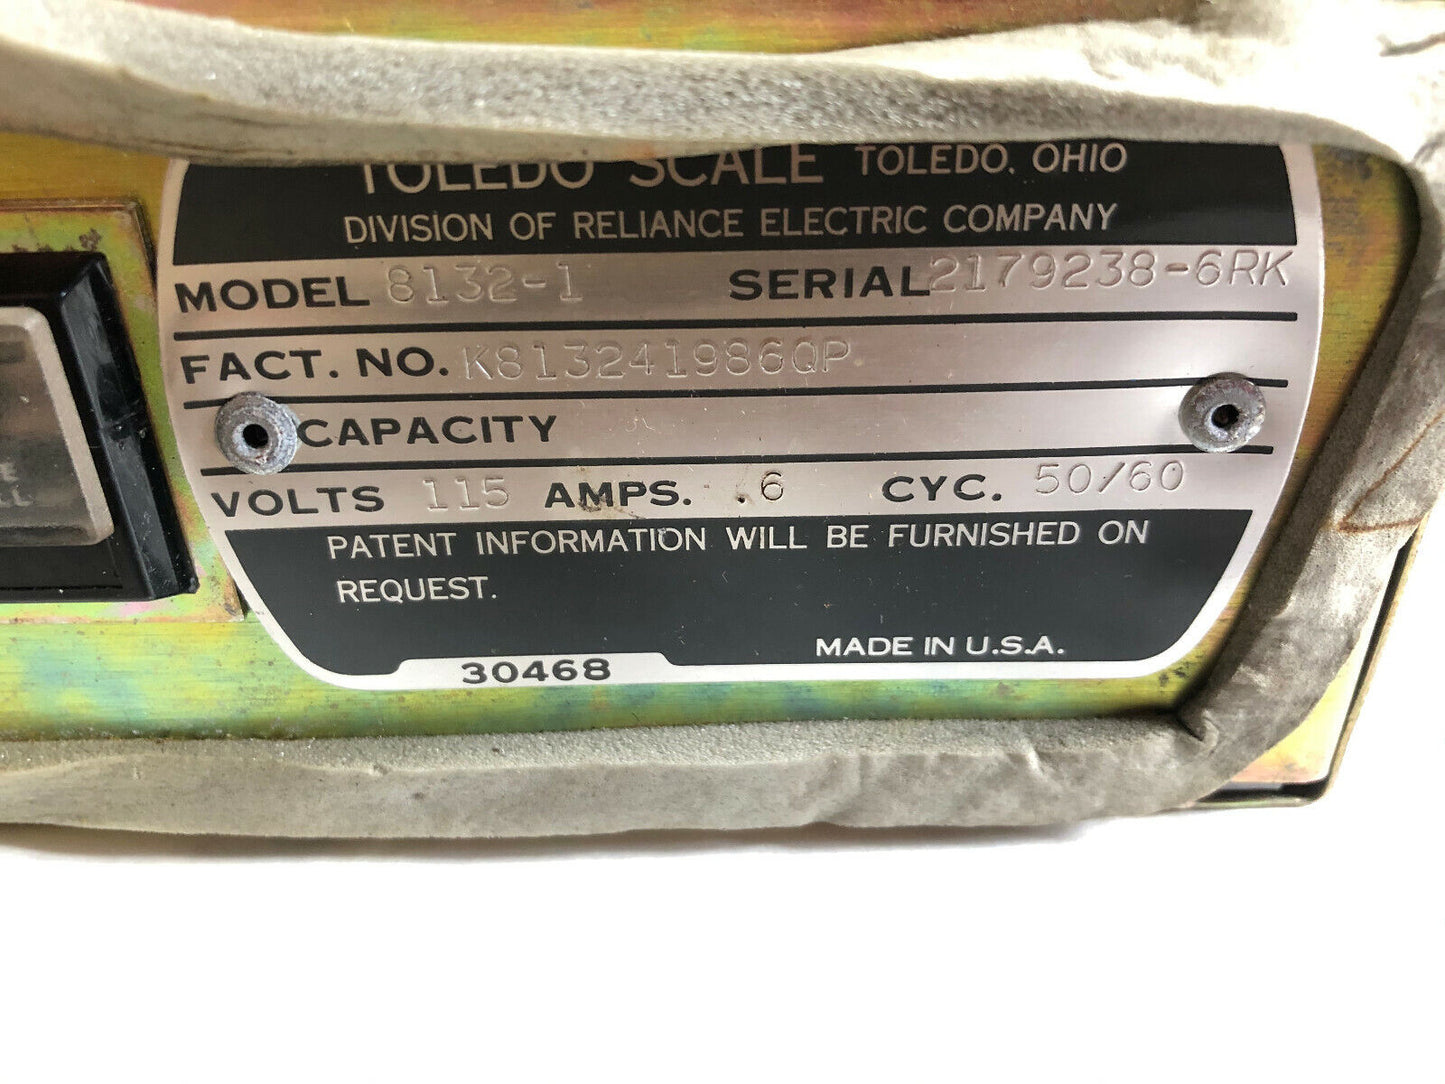 TOLEDO SCALE TOLEDO, OHIO
DIVISION OF RELIANCE ELECTRIC COMPANY
MODEL 8132-1 SERIAL 2179238-6RK
FACT. NO. K8132419860P
CAPACITY
VOLTS 115 AMPS. .6 CYC. 50/60
PATENT INFORMATION WILL BE FURNISHED ON
REQUEST.
MADE IN U.S.A.
30468